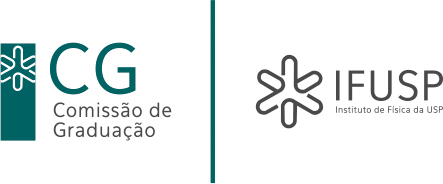 CG
Comissão de
Graduação
IFUSP
Instituto de Física da USP